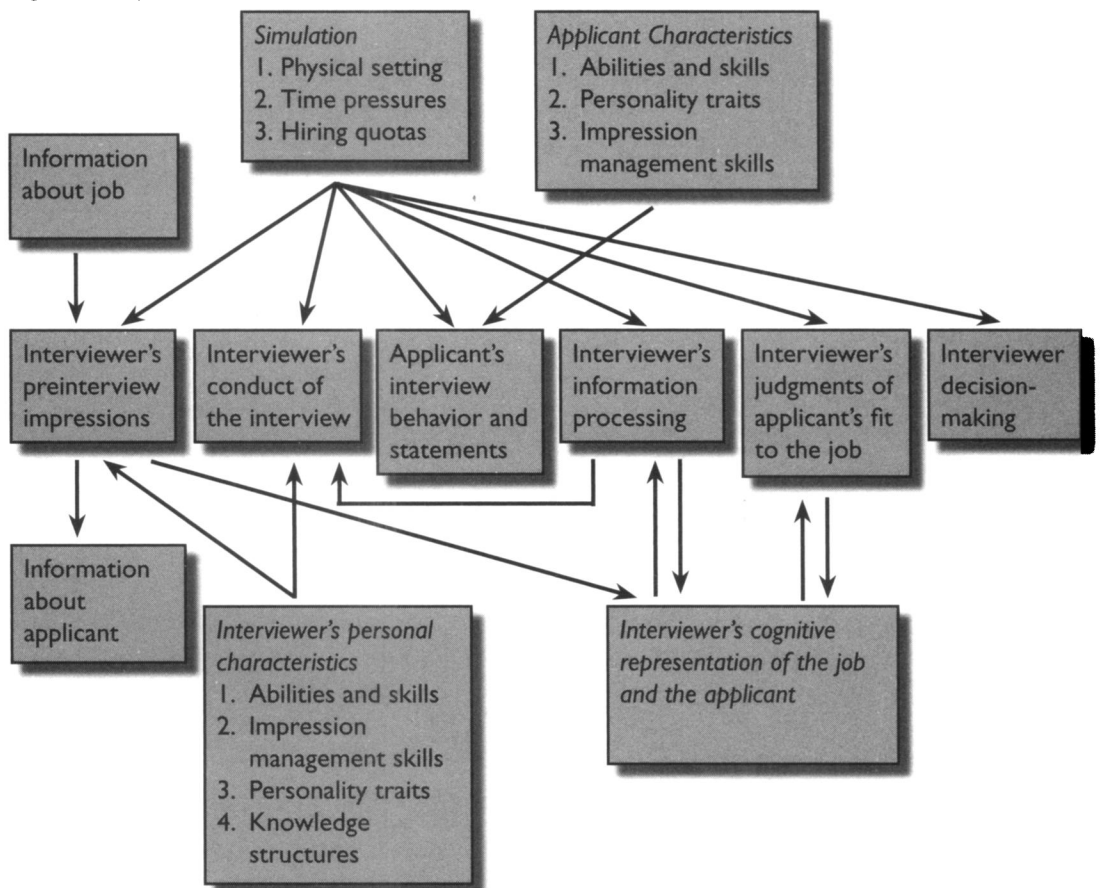 Simulation
1. Physical setting
2. Time pressures
3. Hiring quotas
Applicant Characteristics
1. Abilities and skills
2. Personality traits
3. Impression
management skills
Information
about job
Interviewer's
preinterview
impressions
Interviewer's
conduct of
the interview
Applicant's
interview
behavior and
statements
Interviewer's
information
processing
Interviewer's
judgments of
applicant's fit
to the job
Interviewer
decision-
making
Information
about
applicant
Interviewer's personal
characteristics
1. Abilities and skills
2. Impression
management skills
3. Personality traits
4. Knowledge
structures
Interviewer's cognitive
representation of the job
and the applicant